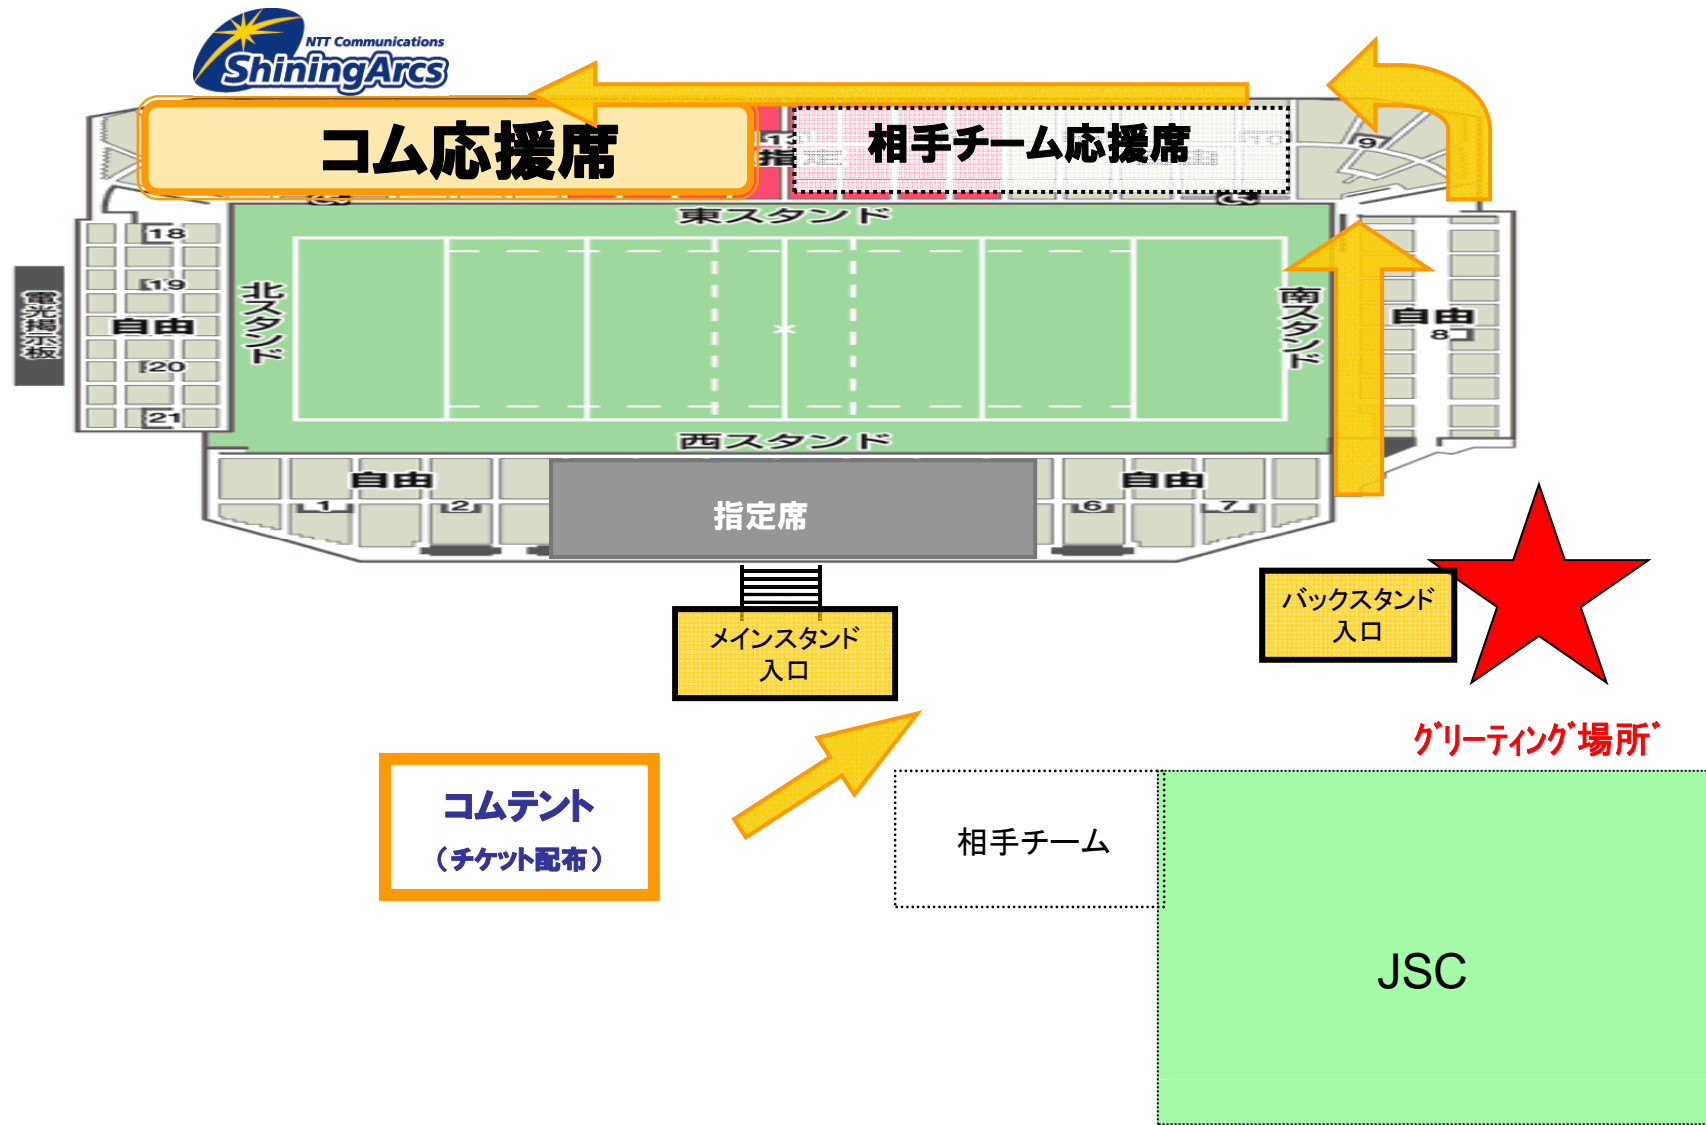 NTT Communications
ShiningArcs
コム応援席
相手チーム応援席
指定
10
9
東スタンド
18
19
自由
20
21
電光掲示板
北スタンド
南スタンド
自由
8
西スタンド
自由
1
2
指定席
自由
6
7
メインスタンド
入口
バックスタンド
入口
グリーティング場所
コムテント
（チケット配布）
相手チーム
JSC